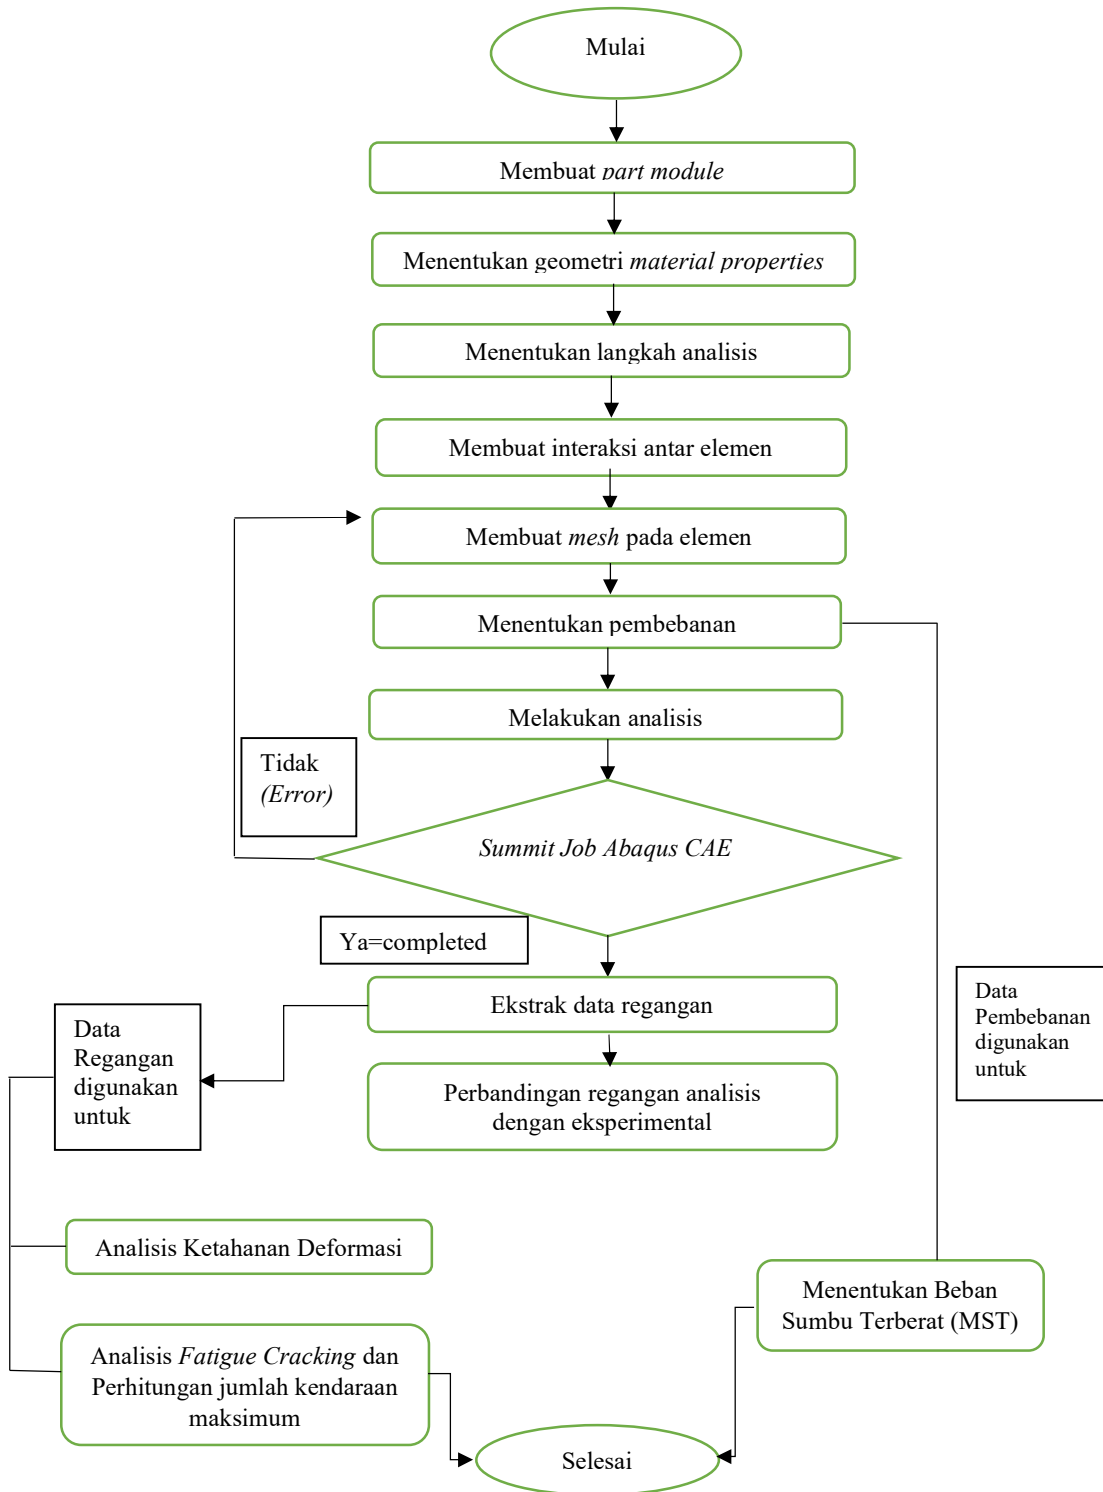 Mulai
Membuat part module
Menentukan geometri material properties
Menentukan langkah analisis
Membuat interaksi antar elemen
Membuat mesh pada elemen
Menentukan pembebanan
Melakukan analisis
Tidak
(Error)
Summit Job Abaqus CAE
Ya=completed
Ekstrak data regangan
Data
Regangan
digunakan
untuk
Data
Pembebanan
digunakan
untuk
Perbandingan regangan analisis
dengan eksperimental
Analisis Ketahanan Deformasi
Menentukan Beban
Sumbu Terberat (MST)
Analisis Fatigue Cracking dan
Perhitungan jumlah kendaraan
maksimum
Selesai